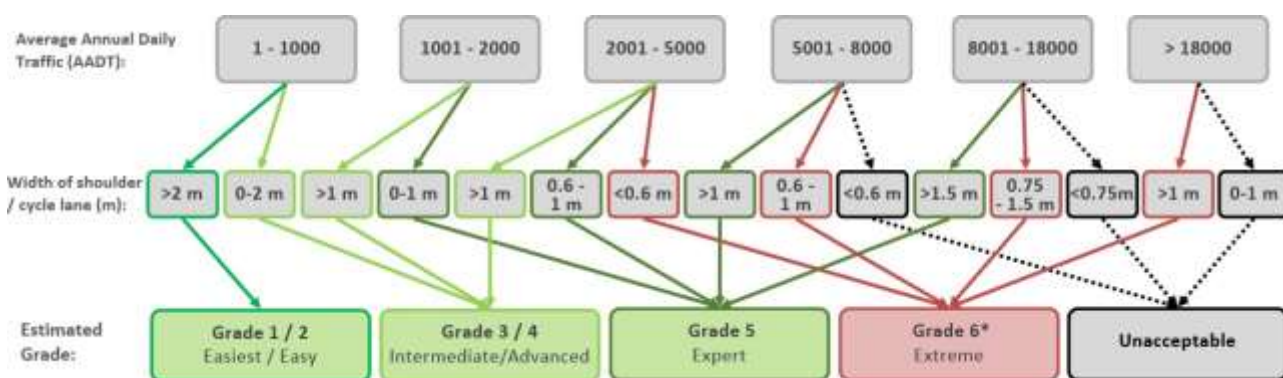 Average Annual Daily
Traffic (AADT):
1 - 1000
1001 - 2000
2001 - 5000
5001 - 8000
8001 - 18000
> 18000
Width of shoulder
/ cycle lane (m):
>2 m
0-2 m
>1 m
0-1 m
>1 m
0.6 -
1 m
<0.6 m
>1 m
0.6 -
1 m
<0.6 m
>1.5 m
0.75
- 1.5 m
<0.75m
>1 m
0-1 m
Estimated
Grade:
Grade 1 / 2
Easiest / Easy
Grade 3 / 4
Intermediate/Advanced
Grade 5
Expert
Grade 6*
Extreme
Unacceptable